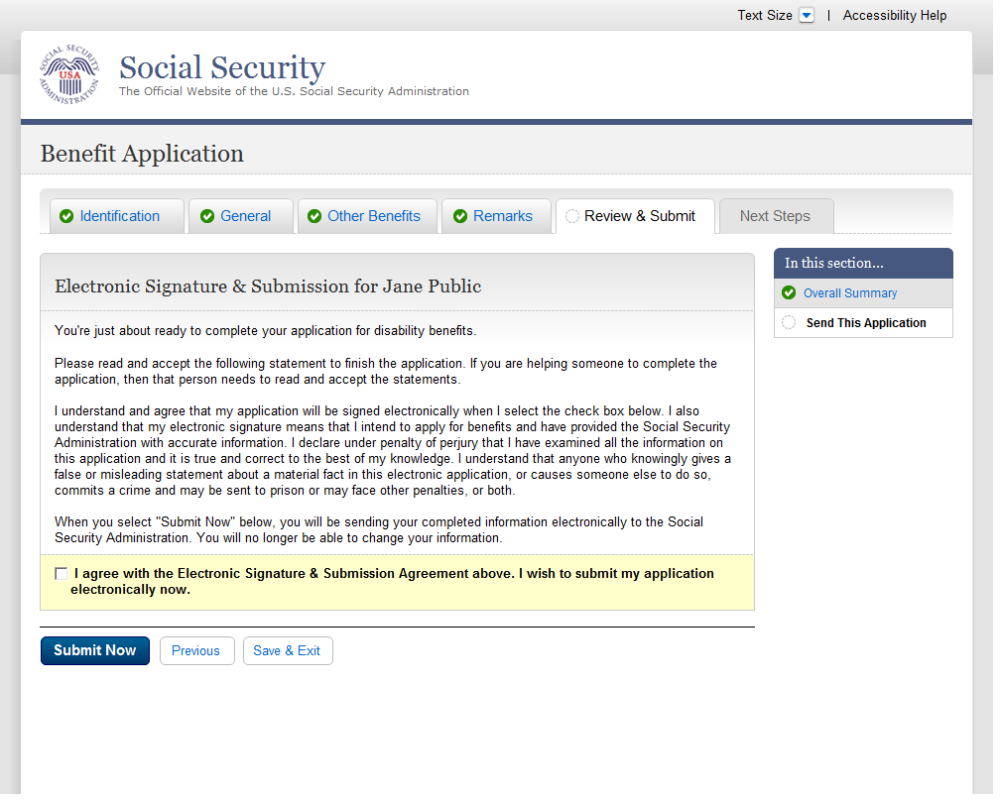 Text Size | Accessibility Help
SOCIAL SECURITY
USA
ADMINISTRATION
Social Security
The Official Website of the U.S. Social Security Administration
Benefit Application
Identification General Other Benefits Remarks Review & Submit Next Steps
Electronic Signature & Submission for Jane Public
You're just about ready to complete your application for disability benefits.
Please read and accept the following statement to finish the application. If you are helping someone to complete the
application, then that person needs to read and accept the statements.
I understand and agree that my application will be signed electronically when I select the check box below. I also
understand that my electronic signature means that I intend to apply for benefits and have provided the Social Security
Administration with accurate information. I declare under penalty of perjury that I have examined all the information on
this application and it is true and correct to the best of my knowledge. I understand that anyone who knowingly gives a
false or misleading statement about a material fact in this electronic application, or causes someone else to do so,
commits a crime and may be sent to prison or may face other penalties, or both.
When you select "Submit Now" below, you will be sending your completed information electronically to the Social
Security Administration. You will no longer be able to change your information.
I agree with the Electronic Signature & Submission Agreement above. I wish to submit my application
electronically now.
Submit Now Previous Save & Exit
In this section...
Overall Summary
Send This Application